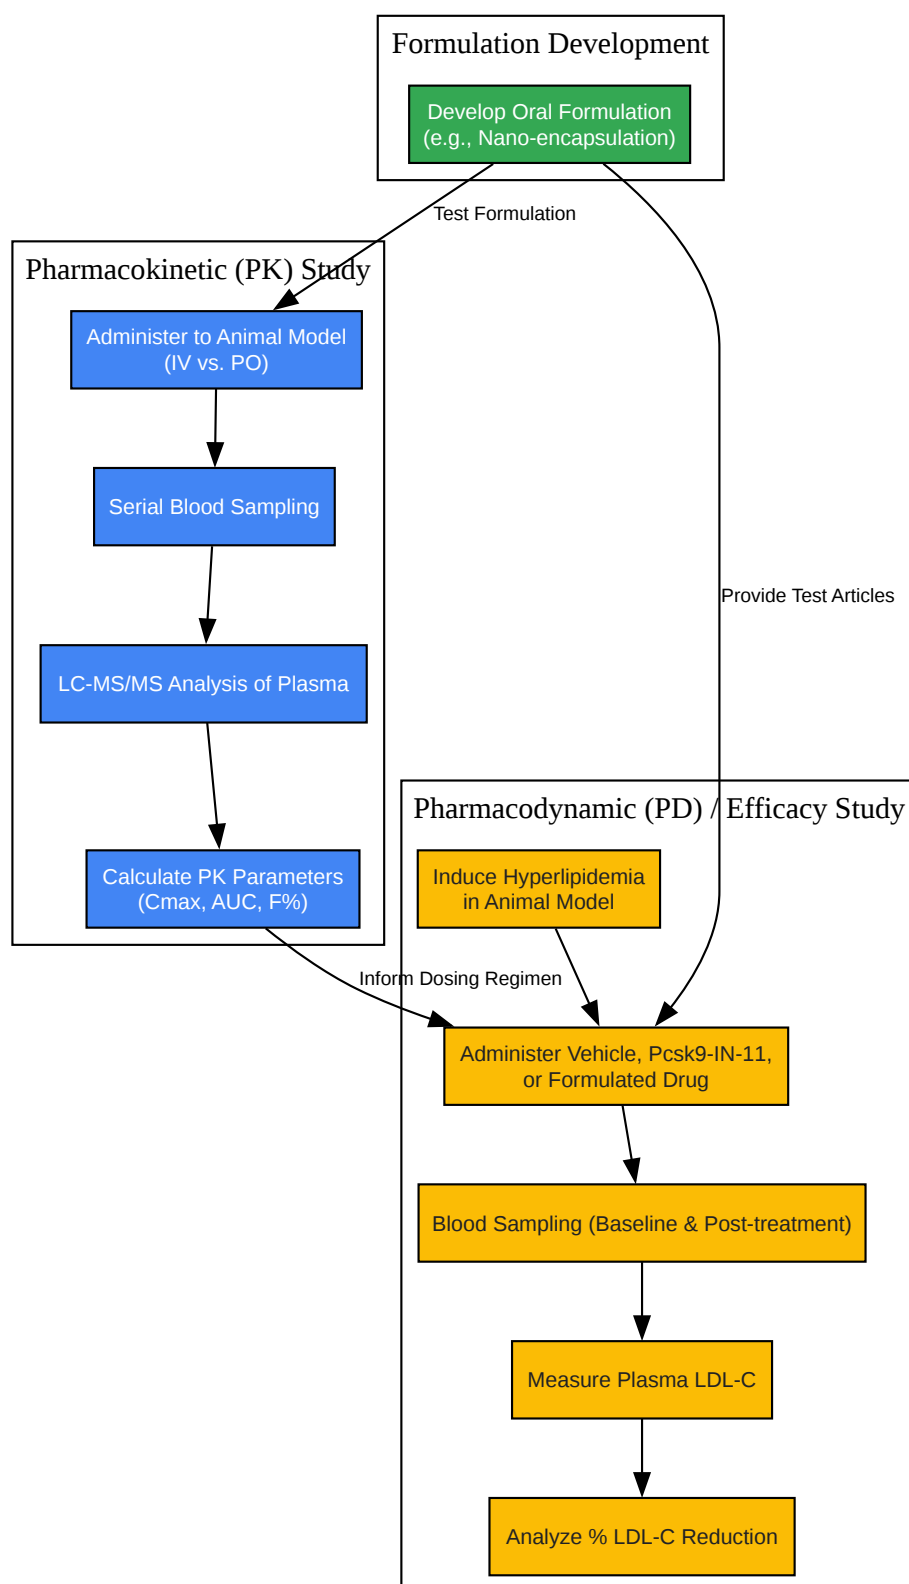 Formulation Development
Develop Oral Formulation
(e.g., Nano-encapsulation)
Test Formulation
Pharmacokinetic (PK) Study
Administer to Animal Model
(IV vs. PO)
Serial Blood Sampling
Provide Test Articles
LC-MS/MS Analysis of Plasma
Pharmacodynamic (PD) / Efficacy Study
Calculate PK Parameters
(Cmax, AUC, F%)
Induce Hyperlipidemia
in Animal Model
Inform Dosing Regimen
Administer Vehicle, Pcsk9-IN-11,
or Formulated Drug
Blood Sampling (Baseline & Post-treatment)
Measure Plasma LDL-C
Analyze % LDL-C Reduction